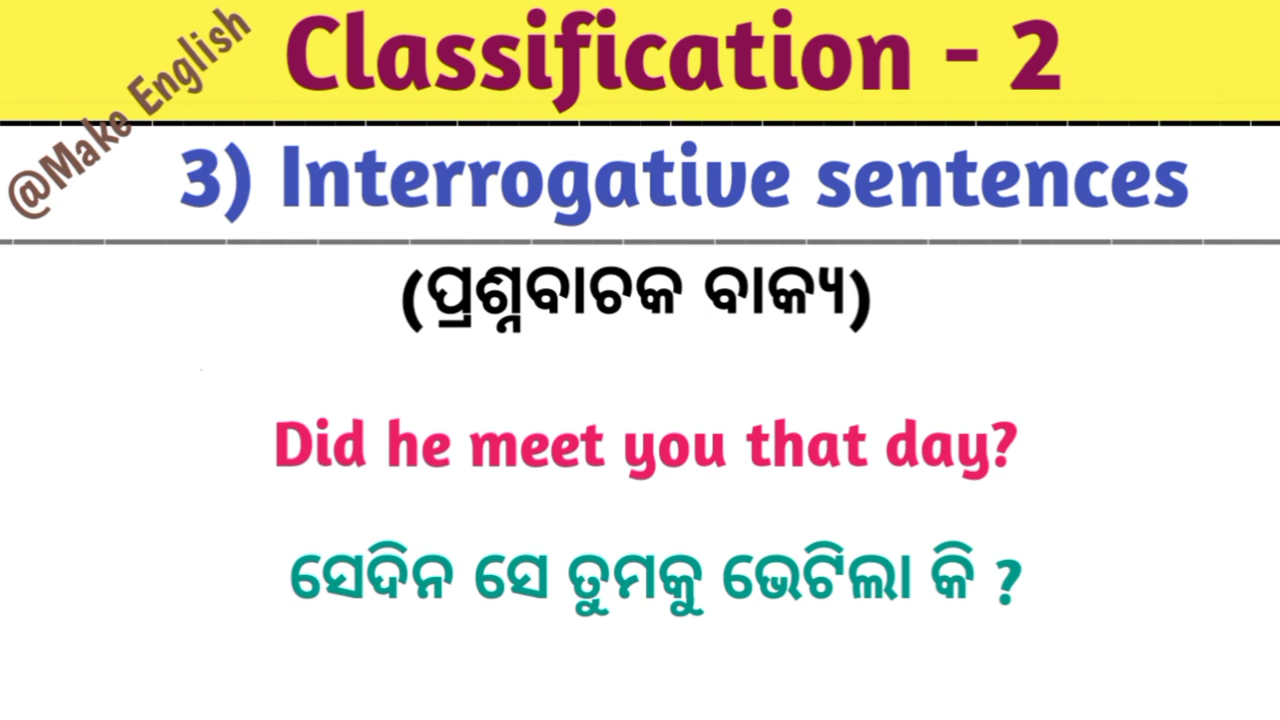 @Make English
Classification - 2
3) Interrogative sentences
(ପ୍ରଶ୍ନବାଚକ ବାକ୍ୟ)
Did he meet you that day?
ସେଦିନ ସେ ତୁମକୁ ଭେଟିଲା କି ?